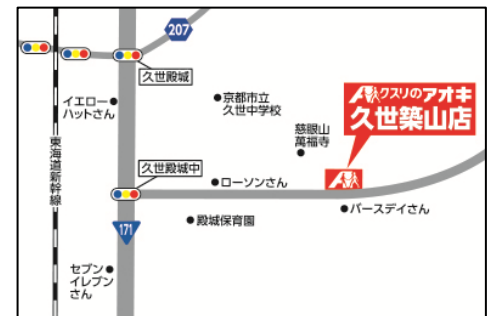 207
久世殿城
イエロー
ハットさん
京都市立
久世中学校
クスリのアオキ
久世築山店
慈眼山
萬福寺
東海道新幹線
久世殿城中
ローソンさん
バースデイさん
171
殿城保育園
セブン
イレブン
さん